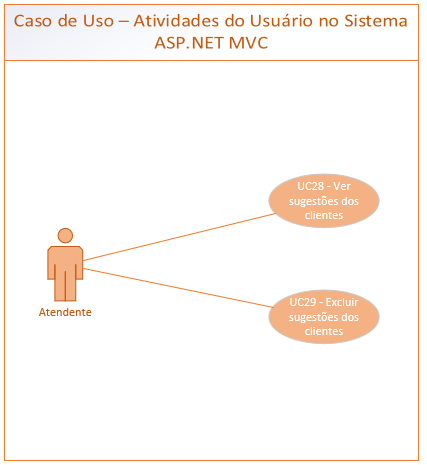 Caso de Uso – Atividades do Usuário no Sistema
ASP.NET MVC
UC28 - Ver
sugestões dos
clientes
Atendente
UC29 - Excluir
sugestões dos
clientes